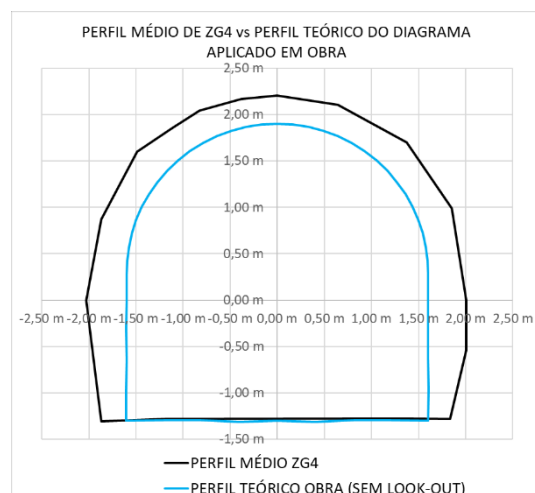 PERFIL MÉDIO DE ZG4 vs PERFIL TEÓRICO DO DIAGRAMA
APLICADO EM OBRA
2,50 m
2,00 m
1,50 m
1,00 m
0,50 m
0,00 m
-2,50 m -2,00 m -1,50 m -1,00 m -0,50 m 0,00 m 0,50 m 1,00 m 1,50 m 2,00 m 2,50 m
-0,50 m
-1,00 m
-1,50 m
PERFIL MÉDIO ZG4
PERFIL TEÓRICO OBRA (SEM LOOK-OUT)